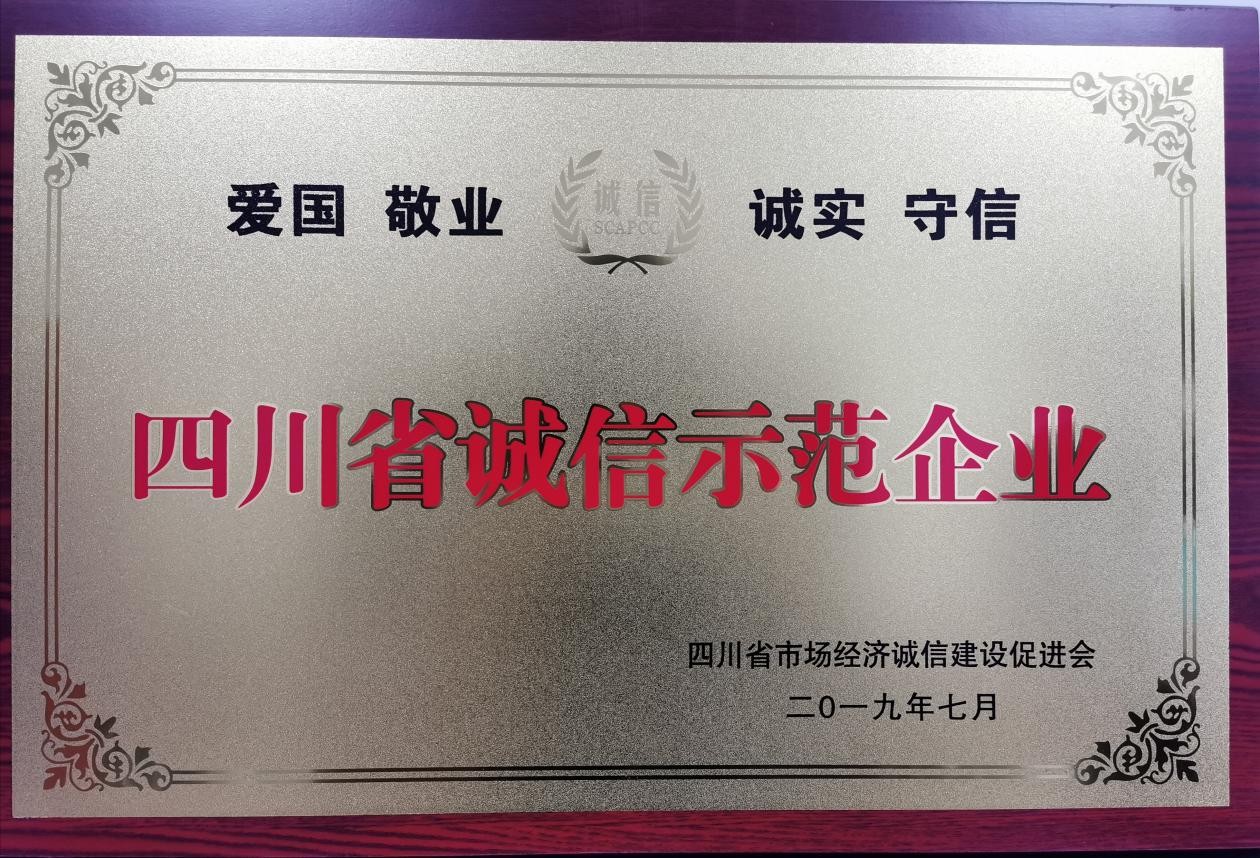 爱国 敬业 诚信 诚实 守信
SCAPCC
四川省诚信示范企业
四川省市场经济诚信建设促进会
二0一九年七月